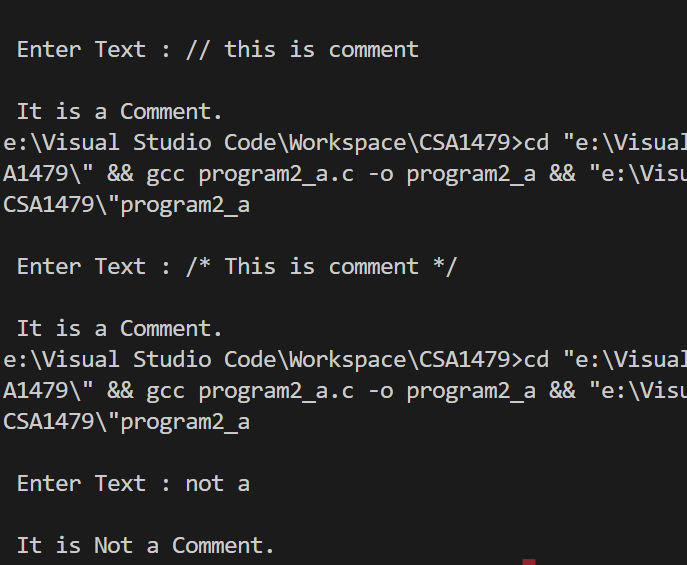 Enter Text : // this is comment
It is a Comment.
e:\Visual Studio Code\Workspace\CSA1479>cd "e:\Visual
A1479\" && gcc program2_a.c -o program2_a && "e:\Visu
CSA1479\"program2_a
Enter Text : /* This is comment */
It is a Comment.
e:\Visual Studio Code\Workspace\CSA1479>cd "e:\Visual
A1479\" && gcc program2_a.c -o program2_a && "e:\Visu
CSA1479\"program2_a
Enter Text : not a
It is Not a Comment.